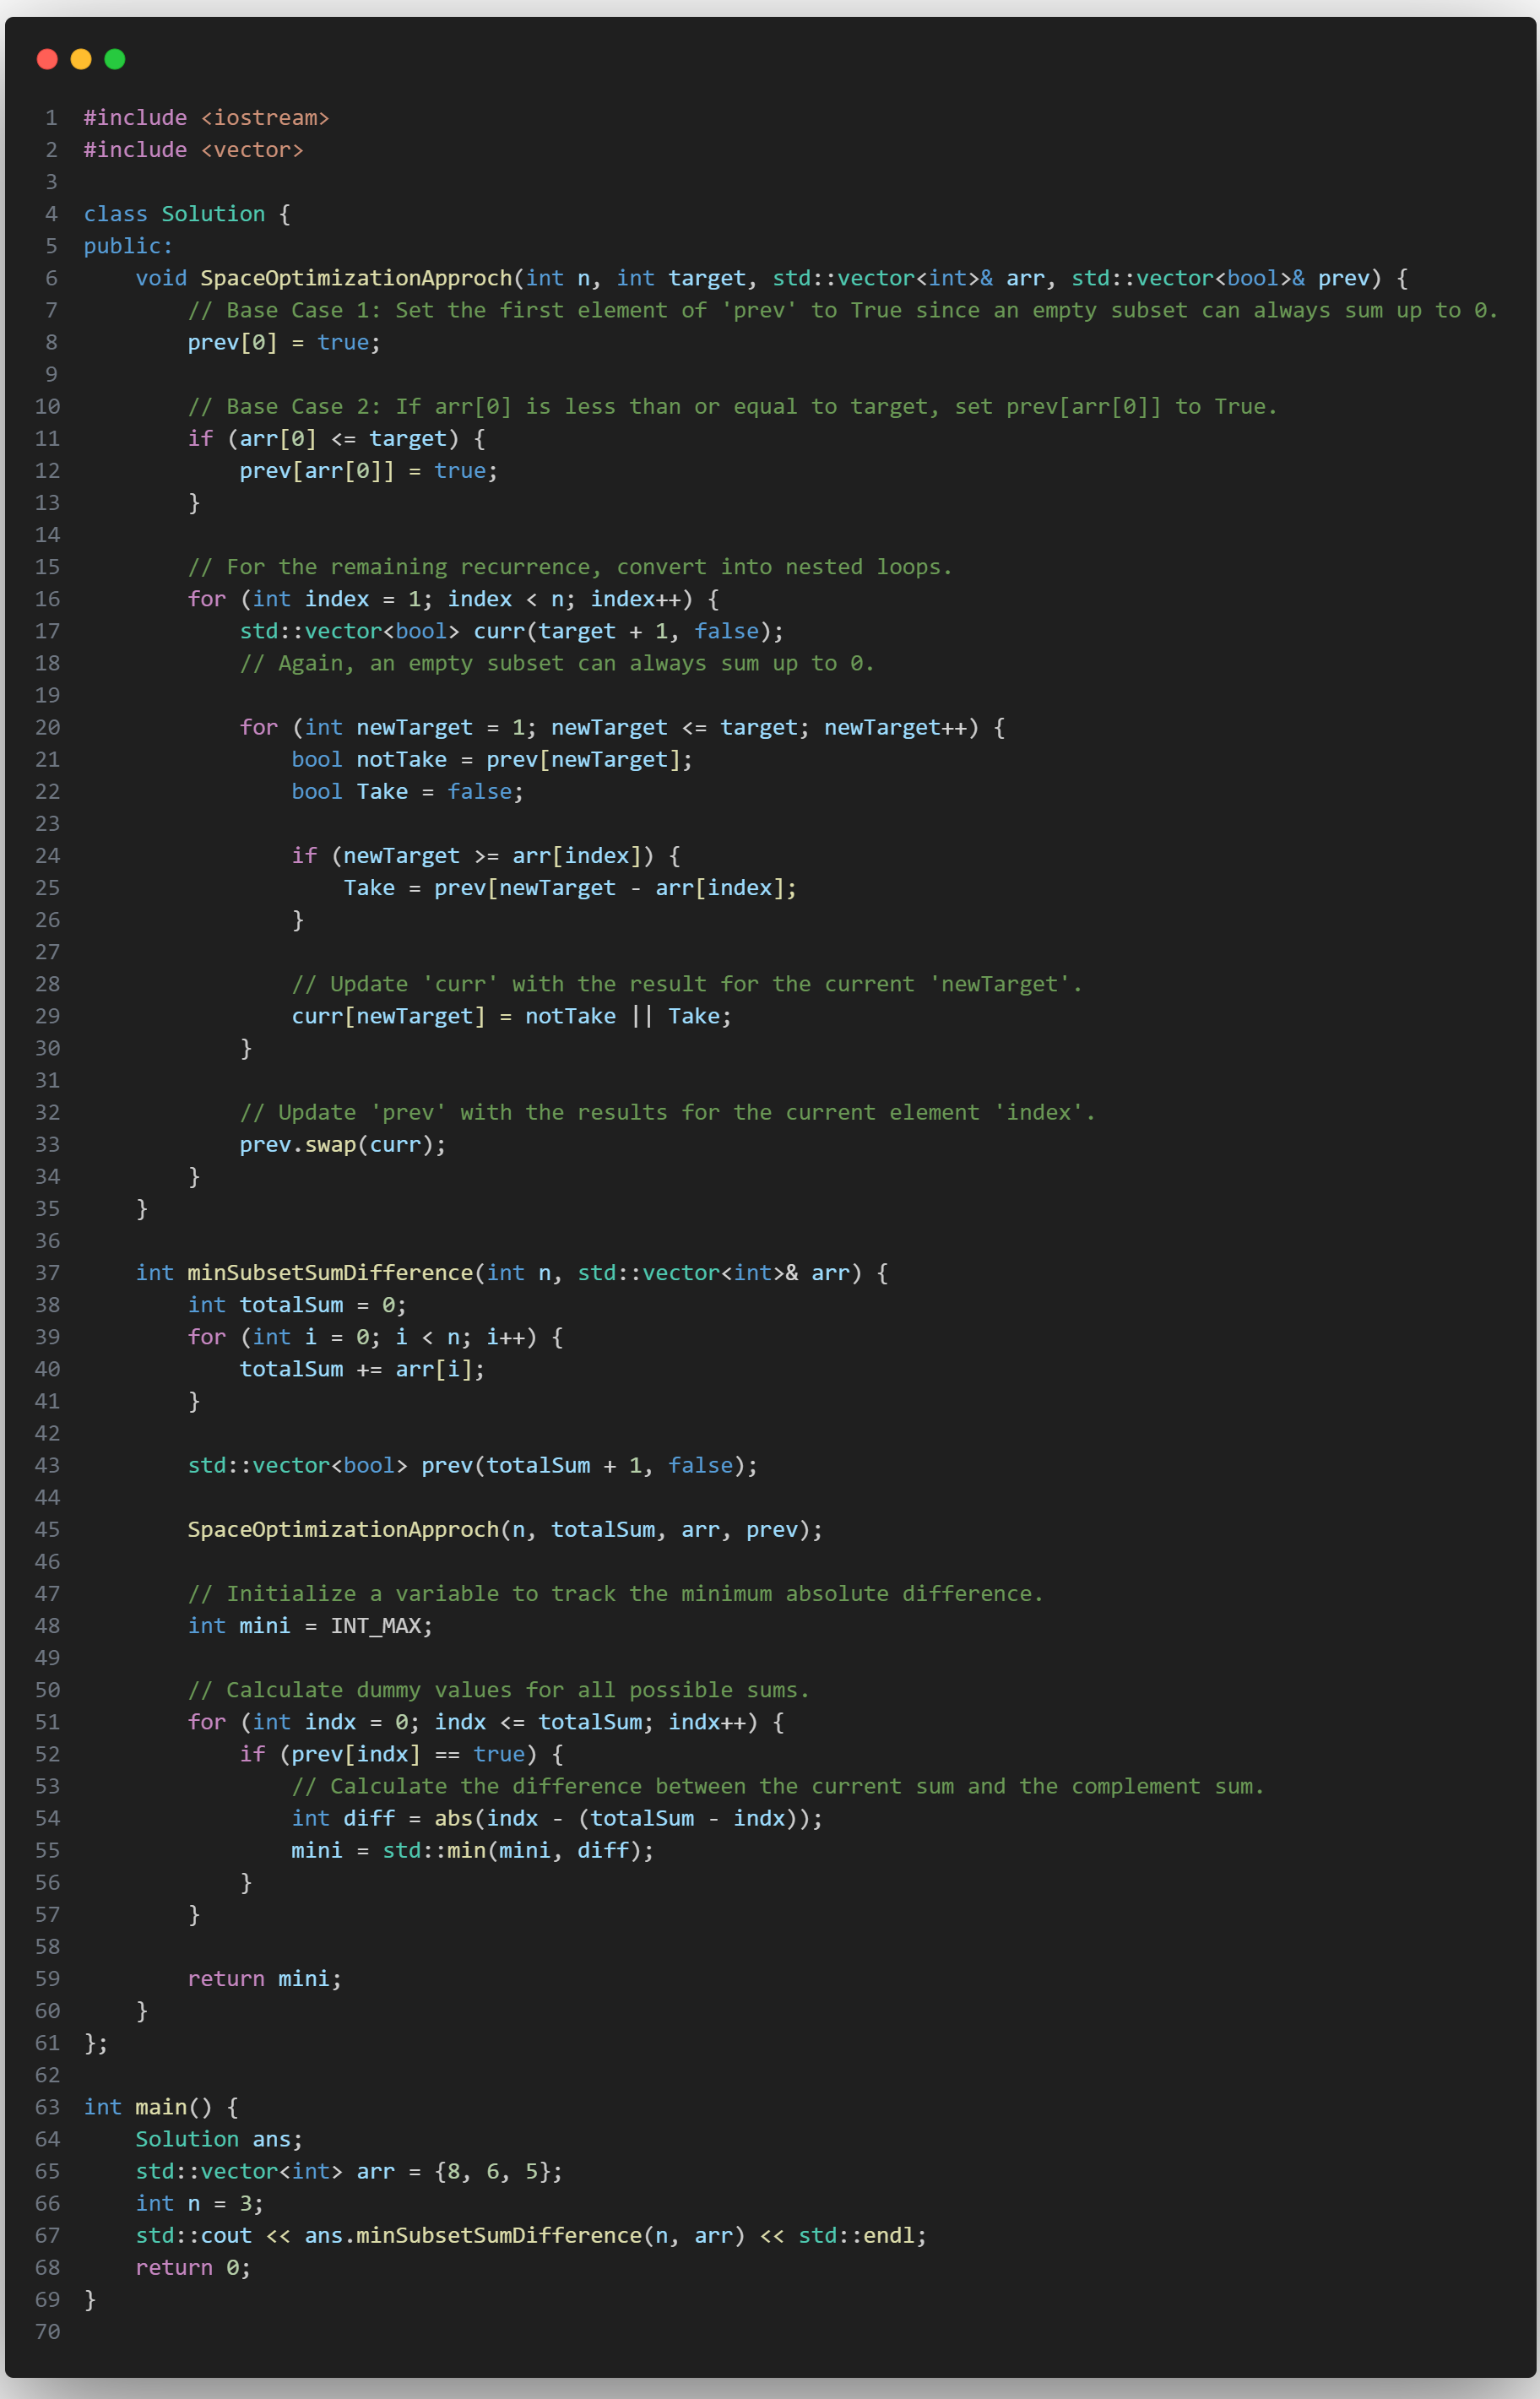 1 #include <iostream>
2 #include <vector>
3
4 class Solution {
5 public:
6     void SpaceOptimizationApproch(int n, int target, std::vector<int>& arr, std::vector<bool>& prev) {
7         // Base Case 1: Set the first element of 'prev' to True since an empty subset can always sum up to 0.
8         prev[0] = true;
9
10         // Base Case 2: If arr[0] is less than or equal to target, set prev[arr[0]] to True.
11         if (arr[0] <= target) {
12             prev[arr[0]] = true;
13         }
14
15         // For the remaining recurrence, convert into nested loops.
16         for (int index = 1; index < n; index++) {
17             std::vector<bool> curr(target + 1, false);
18             // Again, an empty subset can always sum up to 0.
19
20             for (int newTarget = 1; newTarget <= target; newTarget++) {
21                 bool notTake = prev[newTarget];
22                 bool Take = false;
23
24                 if (newTarget >= arr[index]) {
25                     Take = prev[newTarget - arr[index];
26                 }
27
28                 // Update 'curr' with the result for the current 'newTarget'.
29                 curr[newTarget] = notTake || Take;
30             }
31
32             // Update 'prev' with the results for the current element 'index'.
33             prev.swap(curr);
34         }
35     }
36
37     int minSubsetSumDifference(int n, std::vector<int>& arr) {
38         int totalSum = 0;
39         for (int i = 0; i < n; i++) {
40             totalSum += arr[i];
41         }
42
43         std::vector<bool> prev(totalSum + 1, false);
44
45         SpaceOptimizationApproch(n, totalSum, arr, prev);
46
47         // Initialize a variable to track the minimum absolute difference.
48         int mini = INT_MAX;
49
50         // Calculate dummy values for all possible sums.
51         for (int indx = 0; indx <= totalSum; indx++) {
52             if (prev[indx] == true) {
53                 // Calculate the difference between the current sum and the complement sum.
54                 int diff = abs(indx - (totalSum - indx));
55                 mini = std::min(mini, diff);
56             }
57         }
58
59         return mini;
60     }
61 };
62
63 int main() {
64     Solution ans;
65     std::vector<int> arr = {8, 6, 5};
66     int n = 3;
67     std::cout << ans.minSubsetSumDifference(n, arr) << std::endl;
68     return 0;
69 }
70